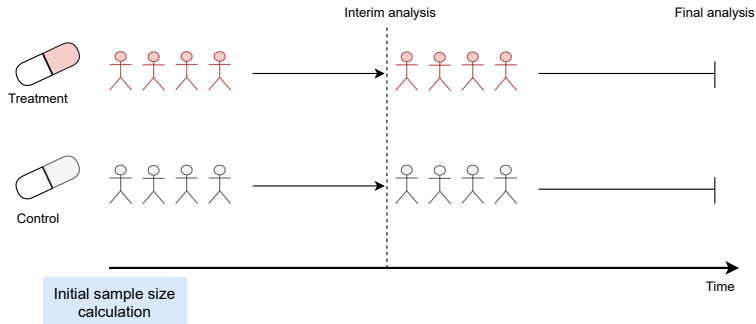 Interim analysis
Final analysis
Treatment
Control
Time
Initial sample size
calculation